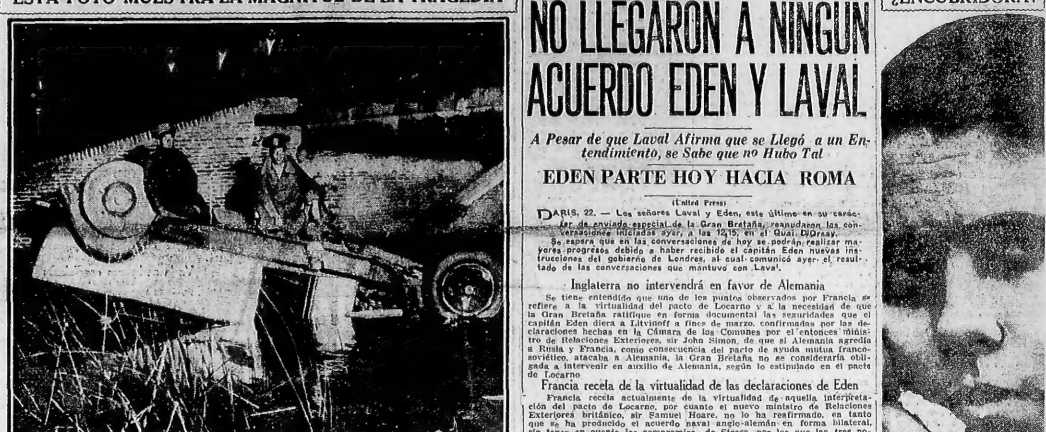 ESTA FOTO MUESTRA LA MAGNITUD DE LA TRAGEDIA
NO LLEGARON A NINGUN
ACUERDO EDEN Y LAVAL
A Pesar de que Laval Afirma que se Llegó a un En-
tendimiento, se Sabe que no Hubo Tal
EDEN PARTE HOY HACIA ROMA
(United Press)
PARIS, 22. — Los señores Laval y Eden, este último en su carác-
ter de enviado especial de la Gran Bretaña, reanudaron las con-
versaciones iniciadas ayer, a las 12,15, en el Quai D'Orsay.
Se espera que en las conversaciones de hoy se podrán realizar ma-
yores progresos debido a haber recibido el capitán Eden nuevas ins-
trucciones del gobierno de Londres, al cual comunicó ayer el resul-
tado de las conversaciones que mantuvo con Laval.
Inglaterra no intervendrá en favor de Alemania
Se tiene entendido que uno de los puntos observados por Francia se
refiere a la virtualidad del pacto de Locarno y a la necesidad de que
la Gran Bretaña ratifique en forma documental las seguridades que el
capitán Eden diera a Litvinoff a fines de marzo, confirmadas por las de-
claraciones hechas en la Cámara de los Comunes por el entonces minis-
tro de Relaciones Exteriores, sir John Simon, de que si Alemania agredía
a Rusia y Francia, como consecuencia del pacto de ayuda mutua franco-
soviético, atacaba a Alemania, la Gran Bretaña no se consideraría obli-
gada a intervenir en auxilio de Alemania, según lo estipulado en el pacto
de Locarno
Francia recela de la virtualidad de las declaraciones de Eden
Francia recela actualmente de la virtualidad de aquella interpreta-
ción del pacto de Locarno, por cuanto el nuevo ministro de Relaciones
Exteriores británico, sir Samuel Hoare, no lo ha reafirmado, en tanto
que se ha producido el acuerdo naval anglo-alemán en forma bilateral,
¿ENCUBRIDORA?